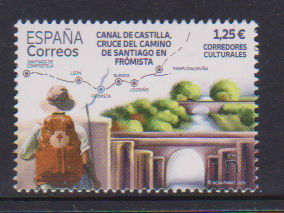 ESPAÑA
Correos
CANAL DE CASTILLA,
CRUCE DEL CAMINO
DE SANTIAGO EN
FRÓMISTA
1,25 €
CORREDORES
CULTURALES
SANTIAGO DE
COMPOSTELA
LEÓN
FRÓMISTA
BURGOS
LOGROÑO
PAMPLONA/IRUÑA